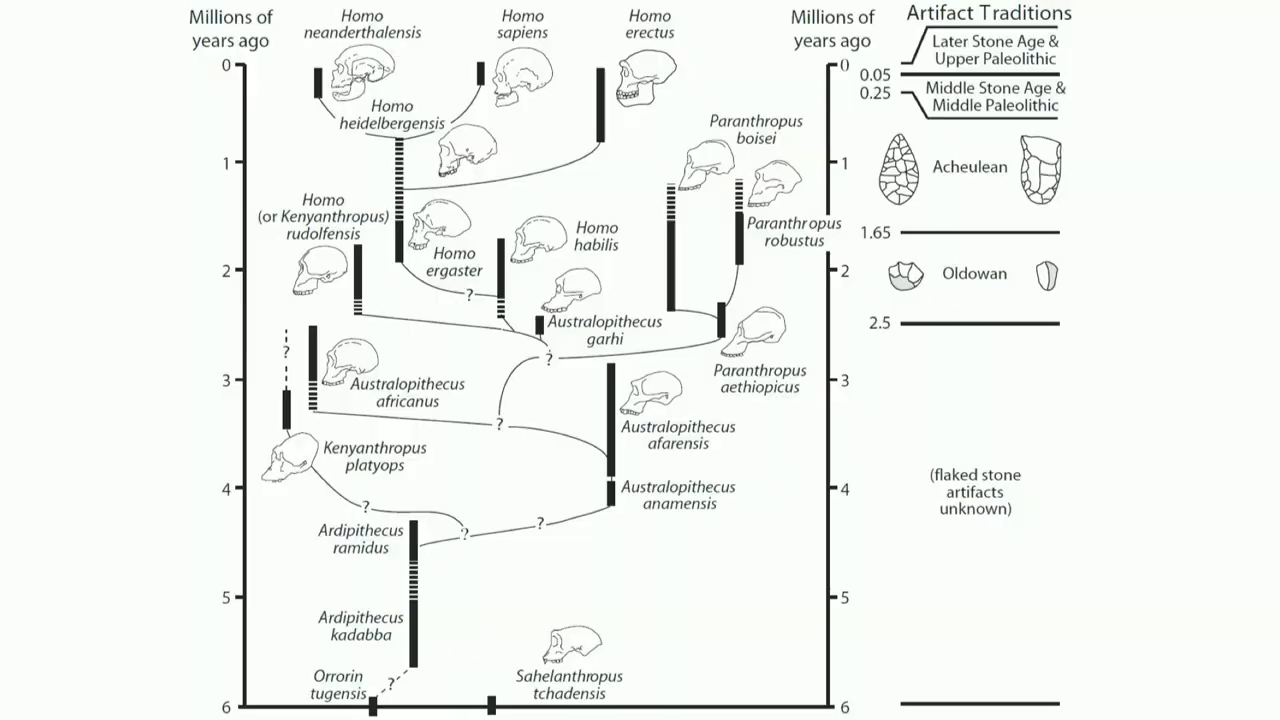 Millions of
years ago
Homo
neanderthalensis
Homo
sapiens
Homo
erectus
Millions of
years ago
Artifact Traditions
0
0
Later Stone Age &
Upper Paleolithic
0.05
0.25
Middle Stone Age &
Middle Paleolithic
Homo
heidelbergensis
Paranthropus
boisei
1
1
Acheulean
Homo
(or Kenyanthropus)
rudolfensis
Homo
ergaster
Homo
habilis
Paranthropus
robustus
1.65
2
2
Oldowan
?
Australopithecus
garhi
2.5
?
?
Paranthropus
aethiopicus
3
3
Australopithecus
africanus
?
Australopithecus
afarensis
Kenyanthropus
platyops
4
4
Australopithecus
anamensis
(flaked stone
artifacts
unknown)
?
?
?
Ardipithecus
ramidus
5
5
Ardipithecus
kadabba
?
Orrorin
tugensis
Sahelanthropus
tchadensis
6
6